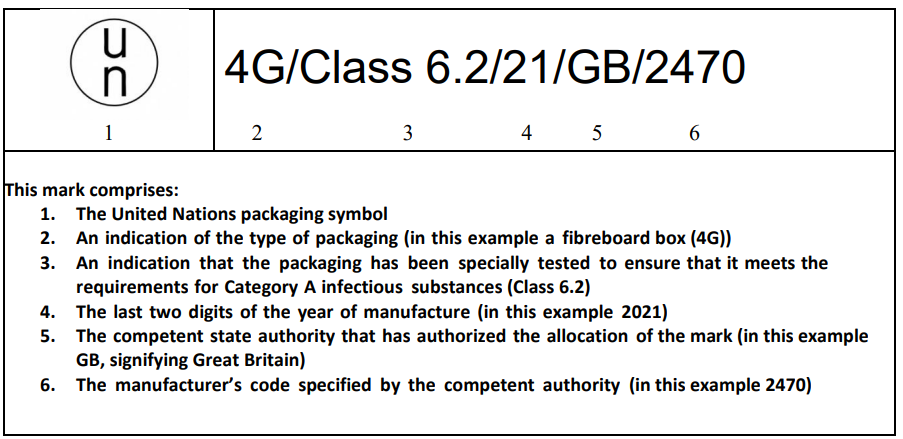 u
n
4G/Class 6.2/21/GB/2470
1 2 3 4 5 6
This mark comprises:
1. The United Nations packaging symbol
2. An indication of the type of packaging (in this example a fibreboard box (4G))
3. An indication that the packaging has been specially tested to ensure that it meets the
requirements for Category A infectious substances (Class 6.2)
4. The last two digits of the year of manufacture (in this example 2021)
5. The competent state authority that has authorized the allocation of the mark (in this example
GB, signifying Great Britain)
6. The manufacturer’s code specified by the competent authority (in this example 2470)